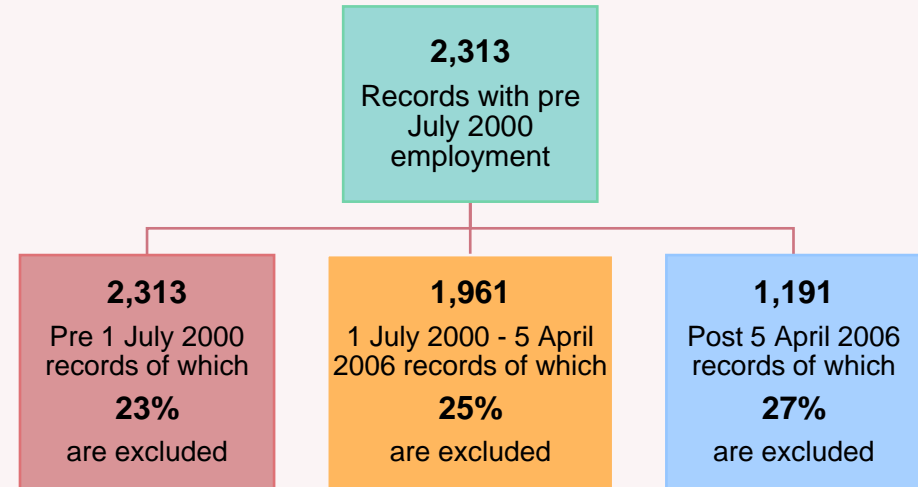 2,313
Records with pre
July 2000
employment
2,313
Pre 1 July 2000
records of which
23%
are excluded
1,961
1 July 2000 - 5 April
2006 records of which
25%
are excluded
1,191
Post 5 April 2006
records of which
27%
are excluded